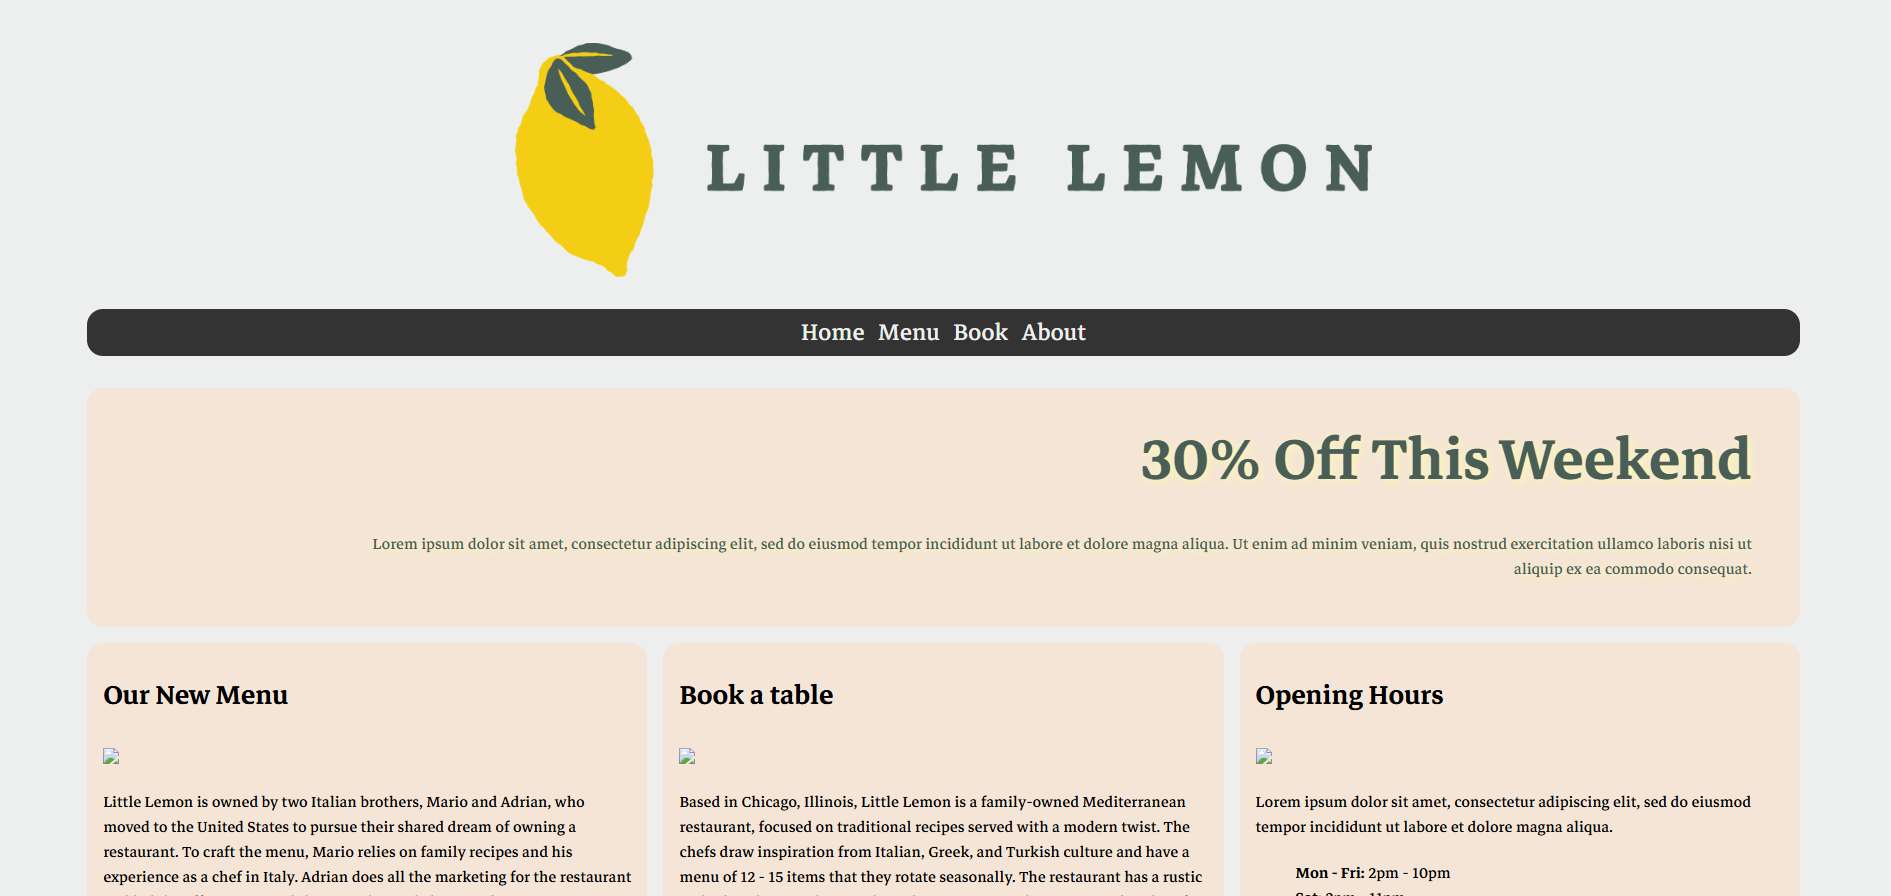 LITTLE LEMON
Home Menu Book About
30% Off This Weekend
Lorem ipsum dolor sit amet, consectetur adipiscing elit, sed do eiusmod tempor incididunt ut labore et dolore magna aliqua. Ut enim ad minim veniam, quis nostrud exercitation ullamco laboris nisi ut
aliquip ex ea commodo consequat.
Our New Menu
Little Lemon is owned by two Italian brothers, Mario and Adrian, who
moved to the United States to pursue their shared dream of owning a
restaurant. To craft the menu, Mario relies on family recipes and his
experience as a chef in Italy. Adrian does all the marketing for the restaurant
Book a table
Based in Chicago, Illinois, Little Lemon is a family-owned Mediterranean
restaurant, focused on traditional recipes served with a modern twist. The
chefs draw inspiration from Italian, Greek, and Turkish culture and have a
menu of 12 - 15 items that they rotate seasonally. The restaurant has a rustic
Opening Hours
Lorem ipsum dolor sit amet, consectetur adipiscing elit, sed do eiusmod
tempor incididunt ut labore et dolore magna aliqua.
Mon - Fri: 2pm - 10pm